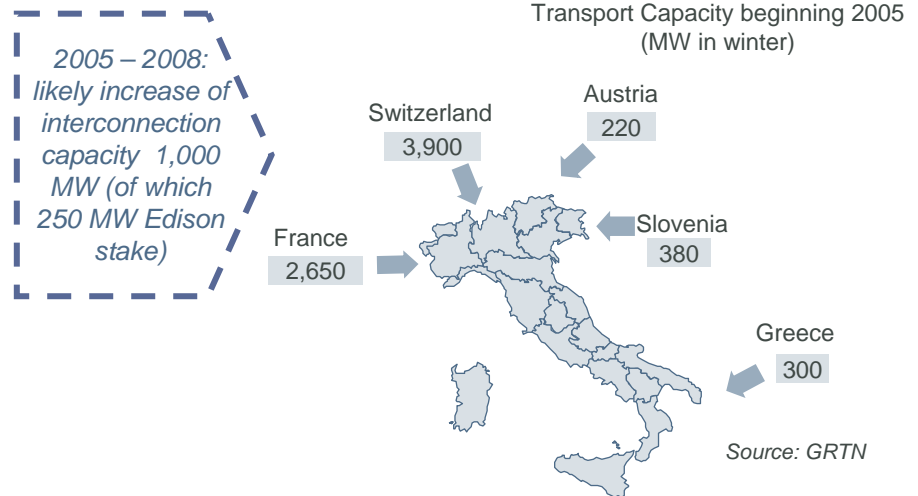 Transport Capacity beginning 2005
(MW in winter)
2005 – 2008:
likely increase of
interconnection
capacity 1,000
MW (of which
250 MW Edison
stake)
Austria
220
Switzerland
3,900
Slovenia
380
France
2,650
Greece
300
Source: GRTN